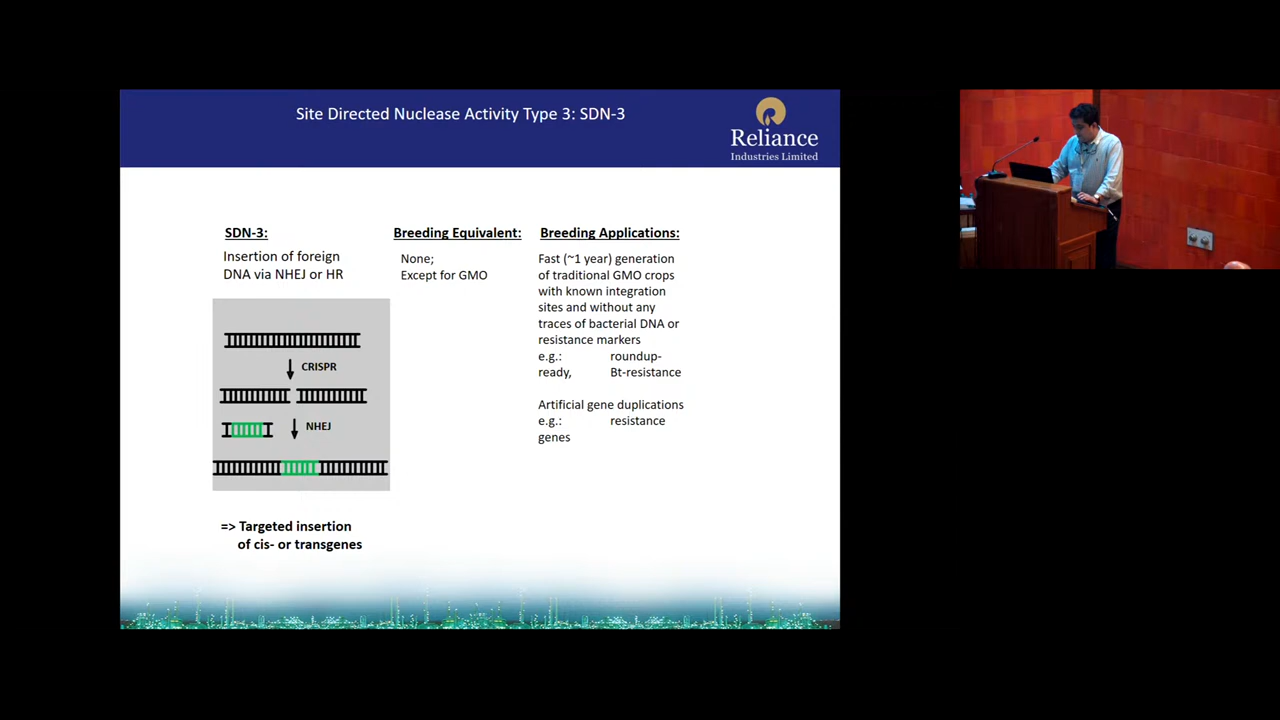 Site Directed Nuclease Activity Type 3: SDN-3
Reliance
Industries Limited
SDN-3:
Insertion of foreign
DNA via NHEJ or HR
CRISPR
NHEJ
=> Targeted insertion
of cis- or transgenes
Breeding Equivalent:
None;
Except for GMO
Breeding Applications:
Fast (~1 year) generation
of traditional GMO crops
with known integration
sites and without any
traces of bacterial DNA or
resistance markers
e.g.: roundup-
ready, Bt-resistance
Artificial gene duplications
e.g.: resistance
genes